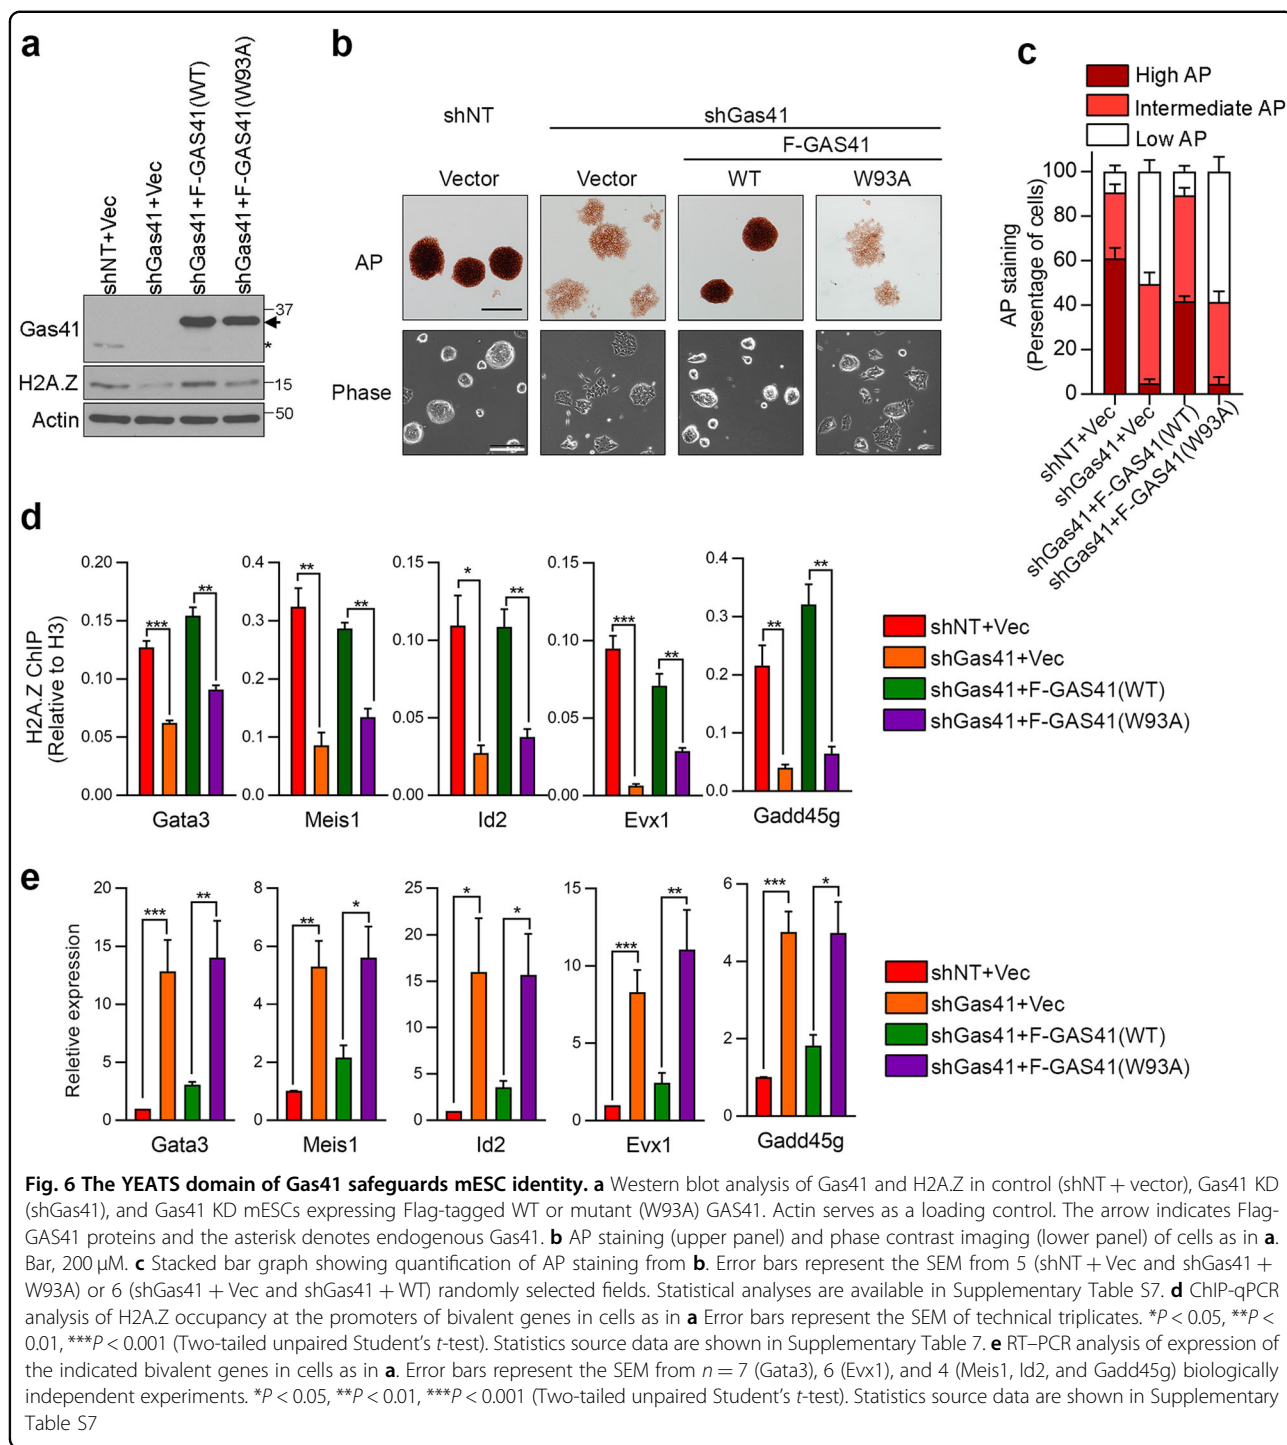 a
shNT+Vec
shGas41+Vec
shGas41+F-GAS41(WT)
shGas41+F-GAS41(W93A)
Gas41
37
*
H2A.Z
15
Actin
50
b
shNT
shGas41
F-GAS41
Vector
Vector
WT
W93A
AP
Phase
c
High AP
Intermediate AP
Low AP
AP staining
(Persentage of cells)
100
80
60
40
20
0
shNT+Vec
shGas41+Vec
shGas41+F-GAS41(WT)
shGas41+F-GAS41(W93A)
d
H2A.Z ChIP
(Relative to H3)
0.20
0.15
0.10
0.05
0.00
***
**
Gata3
0.4
0.3
0.2
0.1
0.0
**
**
Meis1
0.15
0.10
0.05
0.00
*
**
Id2
0.15
0.10
0.05
0.00
***
**
Evx1
0.4
0.3
0.2
0.1
0.0
**
**
Gadd45g
shNT+Vec
shGas41+Vec
shGas41+F-GAS41(WT)
shGas41+F-GAS41(W93A)
e
Reletive expression
20
15
10
5
0
***
**
Gata3
8
6
4
2
0
**
*
Meis1
25
20
15
10
5
0
*
*
Id2
15
10
5
0
***
**
Evx1
6
4
2
0
***
*
Gadd45g
shNT+Vec
shGas41+Vec
shGas41+F-GAS41(WT)
shGas41+F-GAS41(W93A)
Fig. 6 The YEATS domain of Gas41 safeguards mESC identity. a Western blot analysis of Gas41 and H2A.Z in control (shNT + vector), Gas41 KD
(shGas41), and Gas41 KD mESCs expressing Flag-tagged WT or mutant (W93A) GAS41. Actin serves as a loading control. The arrow indicates Flag-
GAS41 proteins and the asterisk denotes endogenous Gas41. b AP staining (upper panel) and phase contrast imaging (lower panel) of cells as in a.
Bar, 200 µM. c Stacked bar graph showing quantification of AP staining from b. Error bars represent the SEM from 5 (shNT + Vec and shGas41 +
W93A) or 6 (shGas41 + Vec and shGas41 + WT) randomly selected fields. Statistical analyses are available in Supplementary Table S7. d ChIP-qPCR
analysis of H2A.Z occupancy at the promoters of bivalent genes in cells as in a Error bars represent the SEM of technical triplicates. *P < 0.05, **P <
0.01, ***P < 0.001 (Two-tailed unpaired Student's t-test). Statistics source data are shown in Supplementary Table 7. e RT–PCR analysis of expression of
the indicated bivalent genes in cells as in a. Error bars represent the SEM from n = 7 (Gata3), 6 (Evx1), and 4 (Meis1, Id2, and Gadd45g) biologically
independent experiments. *P < 0.05, **P < 0.01, ***P < 0.001 (Two-tailed unpaired Student's t-test). Statistics source data are shown in Supplementary
Table S7